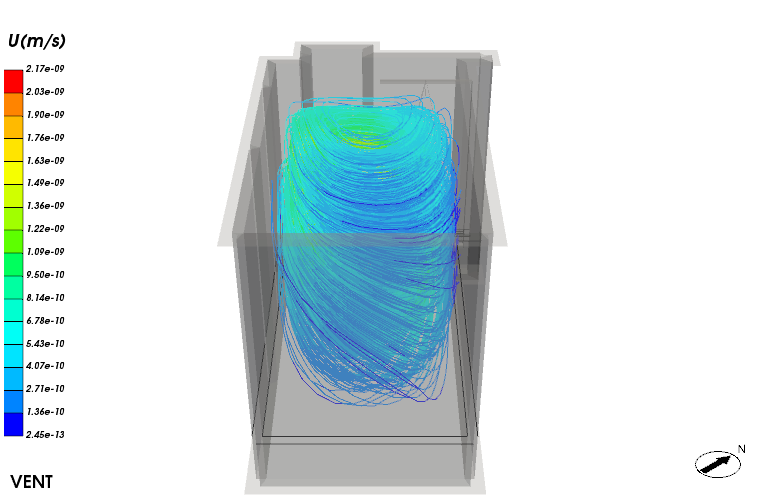 U(m/s)
2.17e-09
2.03e-09
1.90e-09
1.76e-09
1.63e-09
1.49e-09
1.36e-09
1.22e-09
1.09e-09
9.50e-10
8.14e-10
6.78e-10
5.43e-10
4.07e-10
2.71e-10
1.36e-10
2.45e-13
N
VENT